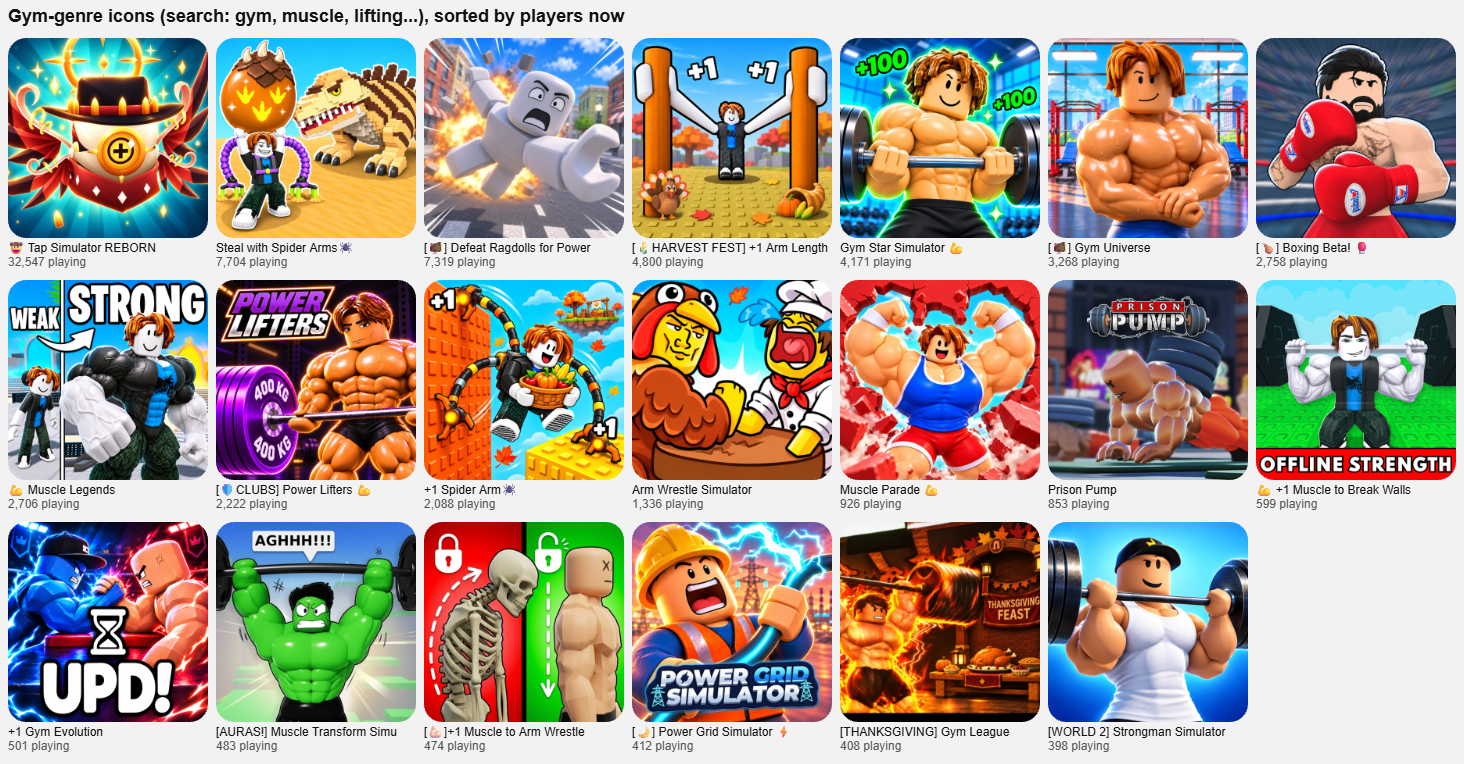 Gym-genre icons (search: gym, muscle, lifting...), sorted by players now
+1 +1
+100
+100
Tap Simulator REBORN
32,547 playing
Steal with Spider Arms🕷️
7,704 playing
[🌰] Defeat Ragdolls for Power
7,319 playing
[🌽HARVEST FEST] +1 Arm Length
4,800 playing
Gym Star Simulator 💪
4,171 playing
[🌰] Gym Universe
3,268 playing
[🍗] Boxing Beta! 🥊
2,758 playing
WEAK
STRONG
POWER
LIFTERS
400 KG
400 KG
+1
+1
PRISON
PUMP
OFFLINE STRENGTH
💪 Muscle Legends
2,706 playing
[🛡️CLUBS] Power Lifters 💪
2,222 playing
+1 Spider Arm🕷️
2,088 playing
Arm Wrestle Simulator
1,336 playing
Muscle Parade 💪
926 playing
Prison Pump
853 playing
💪 +1 Muscle to Break Walls
599 playing
UPD!
AGHHH!!!
POWER GRID
SIMULATOR
THANKSGIVING
FEAST
+1 Gym Evolution
501 playing
[AURAS!] Muscle Transform Simu
483 playing
[💪🏻]+1 Muscle to Arm Wrestle
474 playing
[🌙] Power Grid Simulator ⚡
412 playing
[THANKSGIVING] Gym League
408 playing
[WORLD 2] Strongman Simulator
398 playing